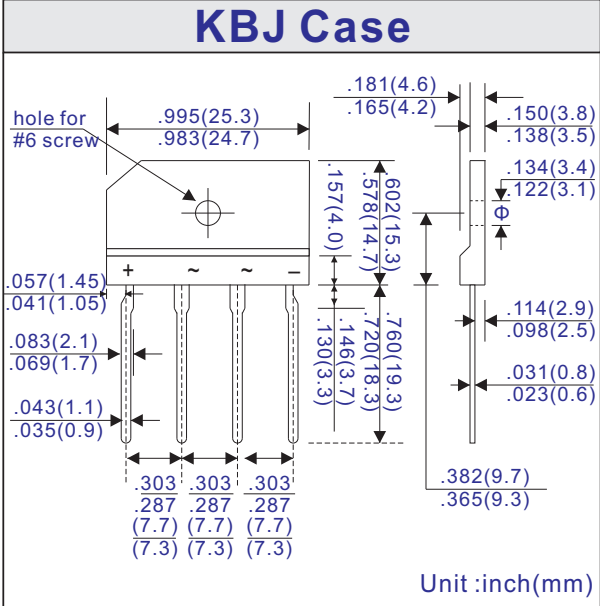 KBJ Case
.181(4.6)
.165(4.2)
hole for
#6 screw
.995(25.3)
.983(24.7)
.150(3.8)
.138(3.5)
.134(3.4)
.122(3.1)
Φ
.157(4.0)
.602(15.3)
.578(14.7)
+ ~ ~ −
.057(1.45)
.041(1.05)
.083(2.1)
.069(1.7)
.043(1.1)
.035(0.9)
.146(3.7)
.130(3.3)
.760(19.3)
.720(18.3)
.114(2.9)
.098(2.5)
.031(0.8)
.023(0.6)
.382(9.7)
.365(9.3)
.303 .303 .303
.287 .287 .287
(7.7) (7.7) (7.7)
(7.3) (7.3) (7.3)
Unit :inch(mm)